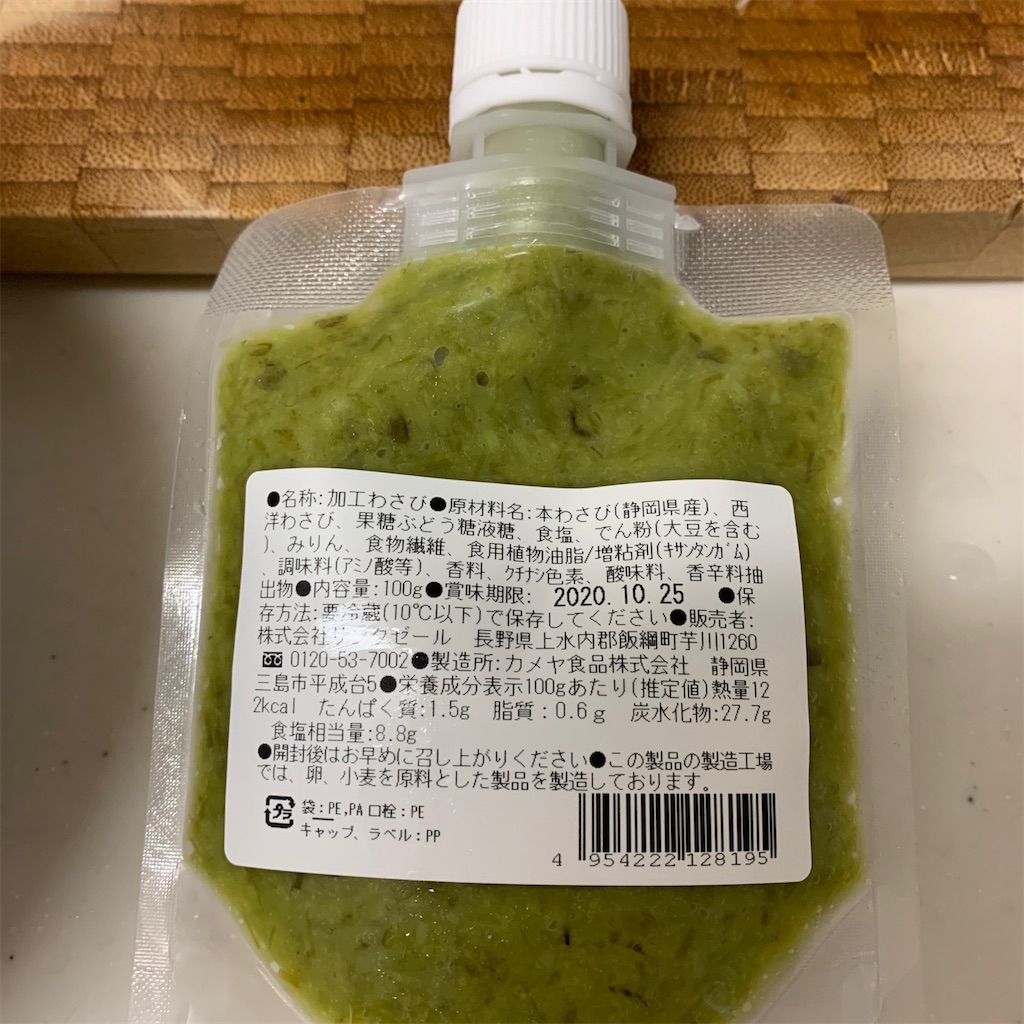 ●名称:加工わさび●原材料名:本わさび(静岡県産)、西
洋わさび、果糖ぶどう糖液糖、食塩、でん粉(大豆を含む
)、みりん、食物繊維、食用植物油脂/増粘剤(ｷｻﾝﾀﾝｶﾞﾑ)
、調味料(ｱﾐﾉ酸等)、香料、ｸﾁﾅｼ色素、酸味料、香辛料抽
出物●内容量:100g●賞味期限: 2020.10.25 ●保
存方法:要冷蔵(10℃以下)で保存してください●販売者:
株式会社サンクゼール 長野県上水内郡飯綱町芋川1260
0120-53-7002●製造所:カメヤ食品株式会社 静岡県
三島市平成台5●栄養成分表示100gあたり(推定値)熱量12
2kcal たんぱく質:1.5g 脂質:0.6g 炭水化物:27.7g
食塩相当量:8.8g
●開封後はお早めに召し上がりください●この製品の製造工場
では、卵、小麦を原料とした製品を製造しております。
プラ 袋:PE,PA 口栓:PE
キャップ、ラベル:PP
4 954222 128195